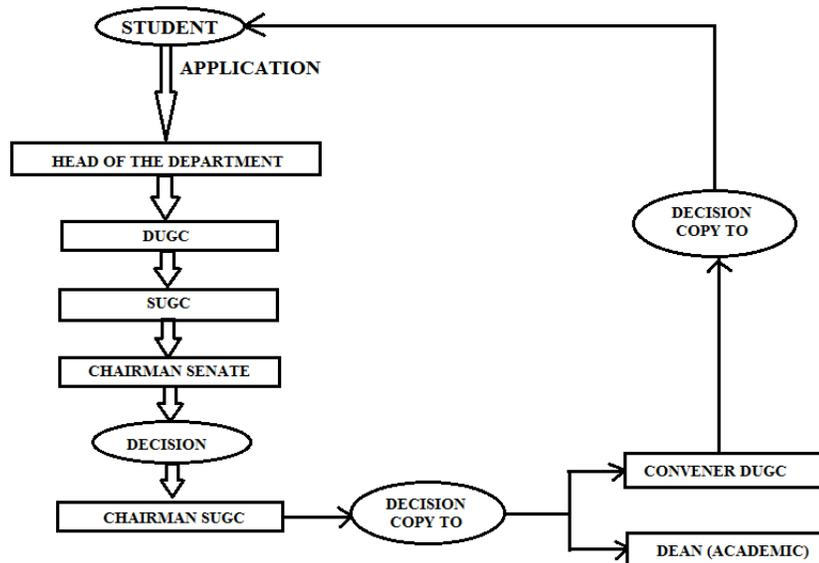 STUDENT
APPLICATION
HEAD OF THE DEPARTMENT
DUGC
SUGC
CHAIRMAN SENATE
DECISION
CHAIRMAN SUGC
DECISION
COPY TO
CONVENER DUGC
DEAN (ACADEMIC)
DECISION
COPY TO